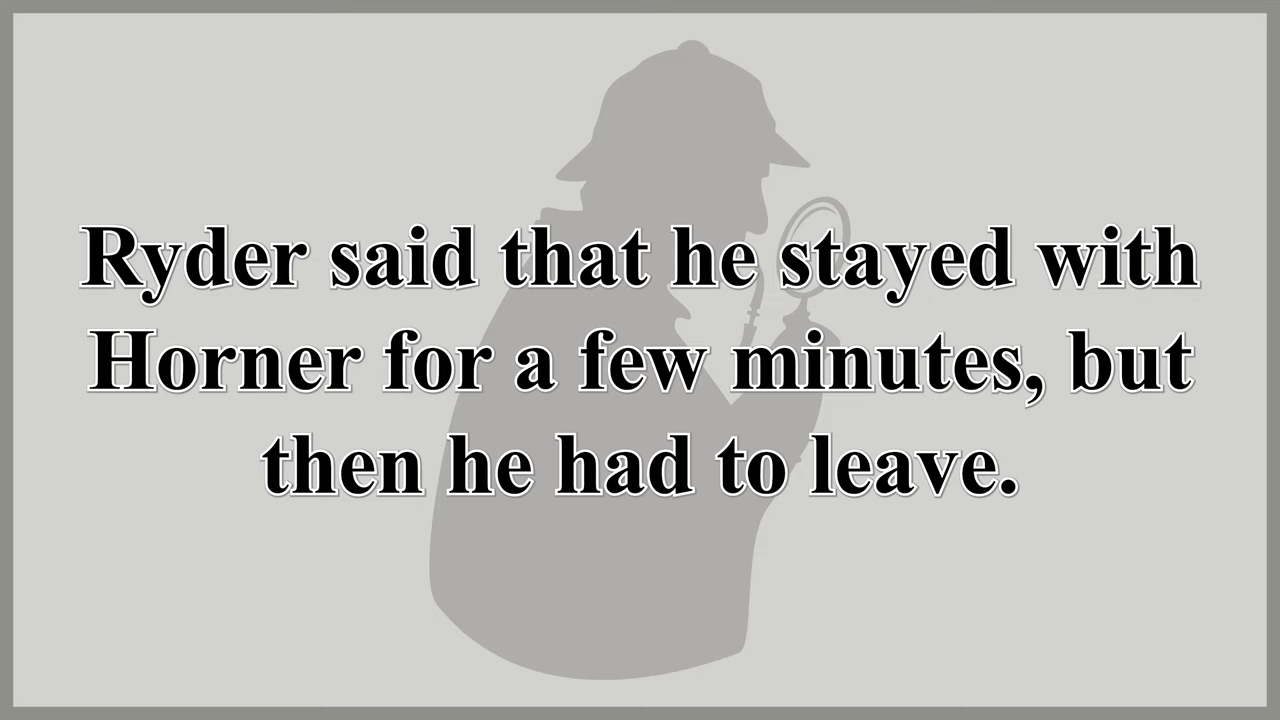 Ryder said that he stayed with
Horner for a few minutes, but
then he had to leave.